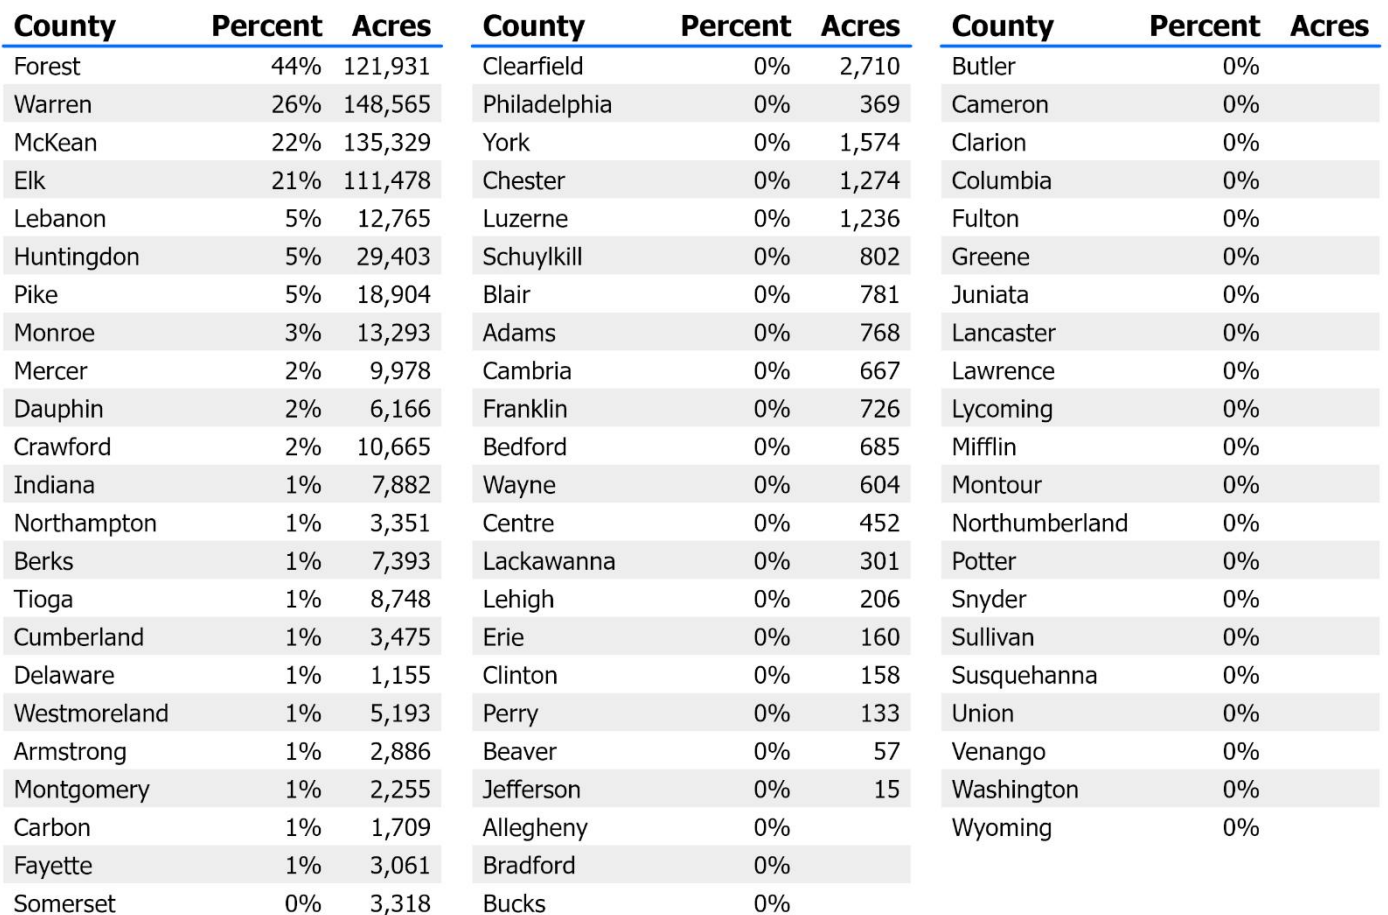 County Percent Acres County Percent Acres County Percent Acres
Forest 44% 121,931 Clearfield 0% 2,710 Butler 0%
Warren 26% 148,565 Philadelphia 0% 369 Cameron 0%
McKean 22% 135,329 York 0% 1,574 Clarion 0%
Elk 21% 111,478 Chester 0% 1,274 Columbia 0%
Lebanon 5% 12,765 Luzerne 0% 1,236 Fulton 0%
Huntingdon 5% 29,403 Schuylkill 0% 802 Greene 0%
Pike 5% 18,904 Blair 0% 781 Juniata 0%
Monroe 3% 13,293 Adams 0% 768 Lancaster 0%
Mercer 2% 9,978 Cambria 0% 667 Lawrence 0%
Dauphin 2% 6,166 Franklin 0% 726 Lycoming 0%
Crawford 2% 10,665 Bedford 0% 685 Mifflin 0%
Indiana 1% 7,882 Wayne 0% 604 Montour 0%
Northampton 1% 3,351 Centre 0% 452 Northumberland 0%
Berks 1% 7,393 Lackawanna 0% 301 Potter 0%
Tioga 1% 8,748 Lehigh 0% 206 Snyder 0%
Cumberland 1% 3,475 Erie 0% 160 Sullivan 0%
Delaware 1% 1,155 Clinton 0% 158 Susquehanna 0%
Westmoreland 1% 5,193 Perry 0% 133 Union 0%
Armstrong 1% 2,886 Beaver 0% 57 Venango 0%
Montgomery 1% 2,255 Jefferson 0% 15 Washington 0%
Carbon 1% 1,709 Allegheny 0% Wyoming 0%
Fayette 1% 3,061 Bradford 0%
Somerset 0% 3,318 Bucks 0%